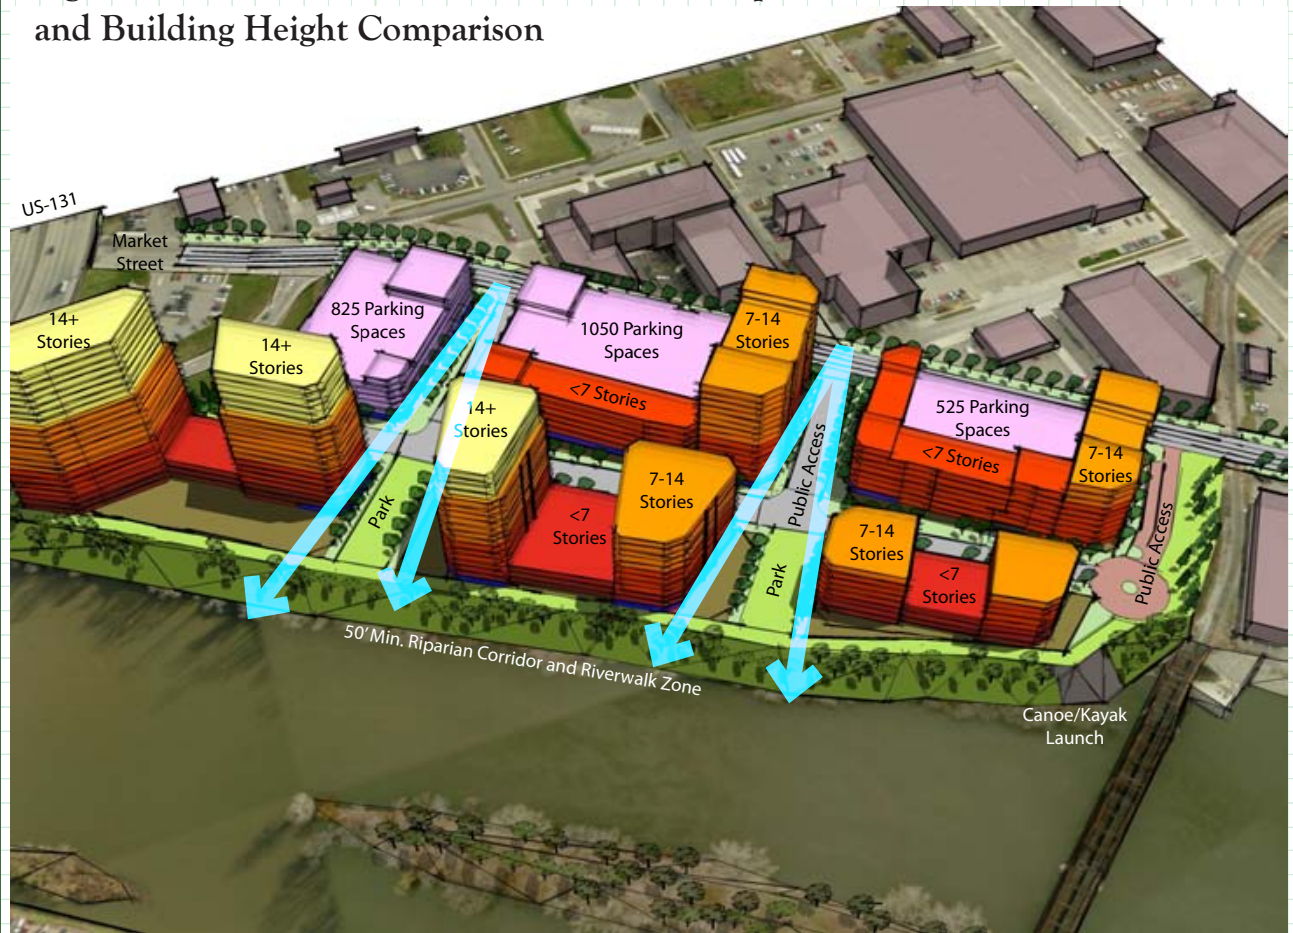 and Building Height Comparison
US-131
Market
Street
14+
Stories
14+
Stories
825 Parking
Spaces
1050 Parking
Spaces
7-14
Stories
<7 Stories
14+
Stories
525 Parking
Spaces
<7 Stories
7-14
Stories
Park
<7
Stories
7-14
Stories
Public Access
7-14
Stories
<7
Stories
Park
Public Access
50' Min. Riparian Corridor and Riverwalk Zone
Canoe/Kayak
Launch